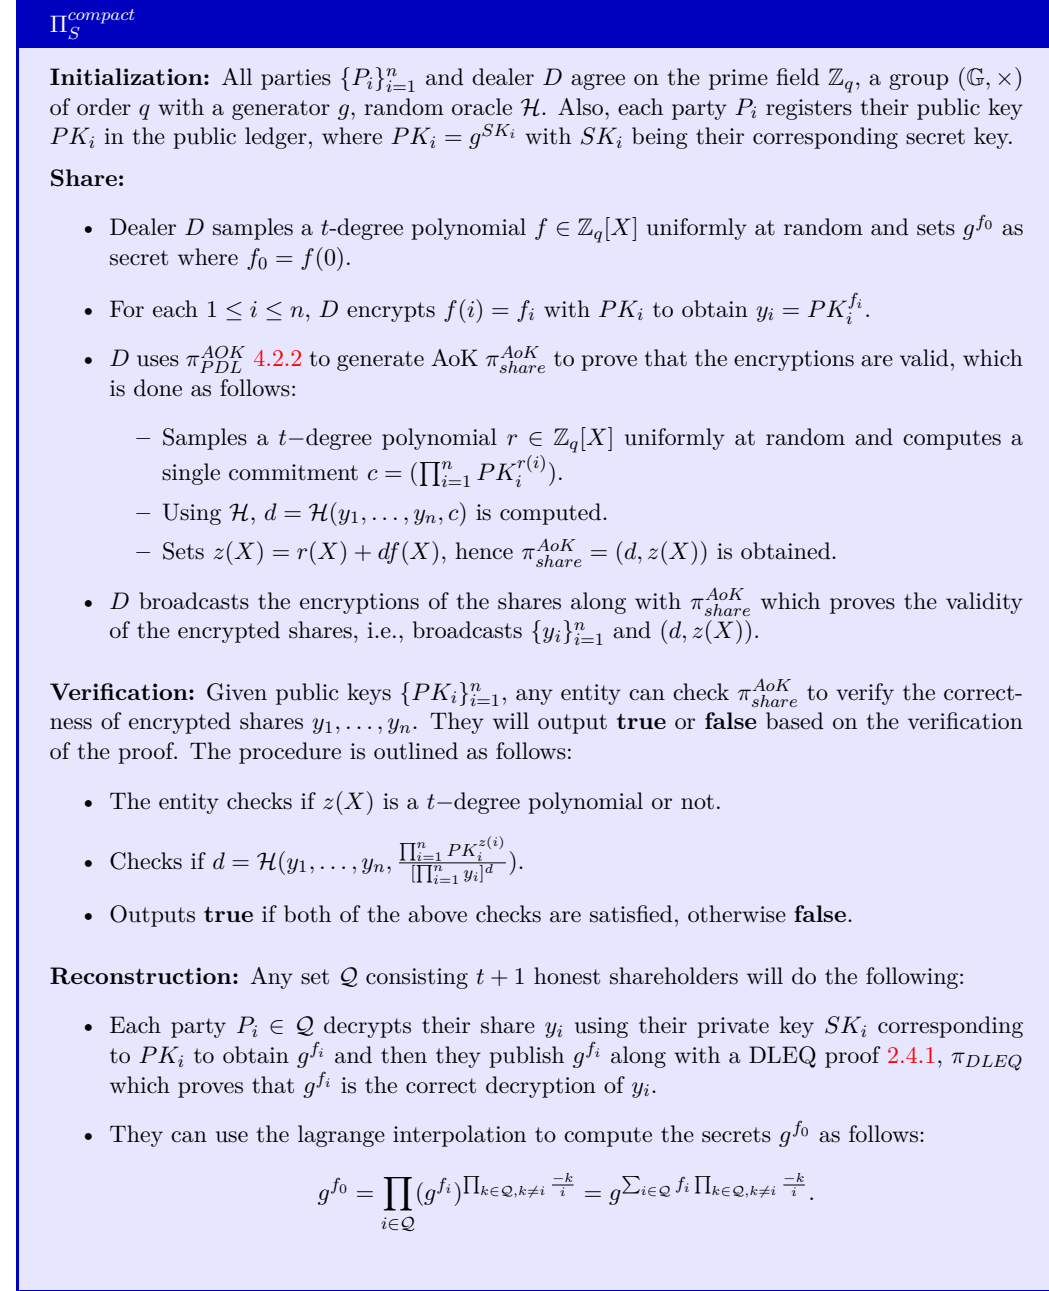 Π_S^{compact}
Initialization: All parties {P_i}_{i=1}^n and dealer D agree on the prime field ℤ_q, a group (𝔾, ×)
of order q with a generator g, random oracle ℋ. Also, each party P_i registers their public key
PK_i in the public ledger, where PK_i = g^{SK_i} with SK_i being their corresponding secret key.
Share:
• Dealer D samples a t-degree polynomial f ∈ ℤ_q[X] uniformly at random and sets g^{f_0} as
secret where f_0 = f(0).
• For each 1 ≤ i ≤ n, D encrypts f(i) = f_i with PK_i to obtain y_i = PK_i^{f_i}.
• D uses π_{PDL}^{AOK} 4.2.2 to generate AoK π_{share}^{AoK} to prove that the encryptions are valid, which
is done as follows:
– Samples a t−degree polynomial r ∈ ℤ_q[X] uniformly at random and computes a
single commitment c = (∏_{i=1}^n PK_i^{r(i)}).
– Using ℋ, d = ℋ(y_1, . . . , y_n, c) is computed.
– Sets z(X) = r(X) + df(X), hence π_{share}^{AoK} = (d, z(X)) is obtained.
• D broadcasts the encryptions of the shares along with π_{share}^{AoK} which proves the validity
of the encrypted shares, i.e., broadcasts {y_i}_{i=1}^n and (d, z(X)).
Verification: Given public keys {PK_i}_{i=1}^n, any entity can check π_{share}^{AoK} to verify the correct-
ness of encrypted shares y_1, . . . , y_n. They will output true or false based on the verification
of the proof. The procedure is outlined as follows:
• The entity checks if z(X) is a t−degree polynomial or not.
• Checks if d = ℋ(y_1, . . . , y_n, \frac{∏_{i=1}^n PK_i^{z(i)}}{[∏_{i=1}^n y_i]^d}).
• Outputs true if both of the above checks are satisfied, otherwise false.
Reconstruction: Any set 𝒬 consisting t + 1 honest shareholders will do the following:
• Each party P_i ∈ 𝒬 decrypts their share y_i using their private key SK_i corresponding
to PK_i to obtain g^{f_i} and then they publish g^{f_i} along with a DLEQ proof 2.4.1, π_{DLEQ}
which proves that g^{f_i} is the correct decryption of y_i.
• They can use the lagrange interpolation to compute the secrets g^{f_0} as follows:
g^{f_0} = ∏_{i∈𝒬} (g^{f_i})^{∏_{k∈𝒬,k≠i} \frac{-k}{i}} = g^{∑_{i∈𝒬} f_i ∏_{k∈𝒬,k≠i} \frac{-k}{i}}.